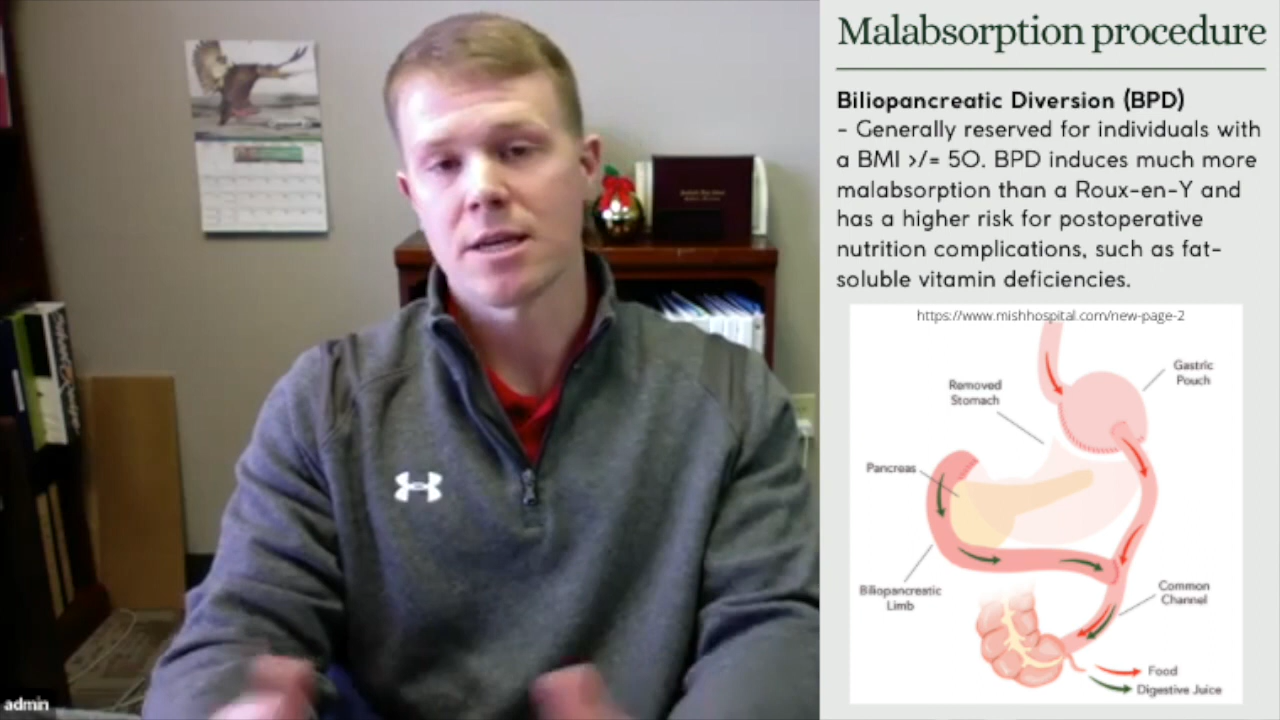 Malabsorption procedure
Biliopancreatic Diversion (BPD)
- Generally reserved for individuals with
a BMI >/= 50. BPD induces much more
malabsorption than a Roux-en-Y and
has a higher risk for postoperative
nutrition complications, such as fat-
soluble vitamin deficiencies.
https://www.mishhospital.com/new-page-2
Gastric
Pouch
Removed
Stomach
Pancreas
Biliopancreatic
Limb
Common
Channel
Food
Digestive Juice
admin